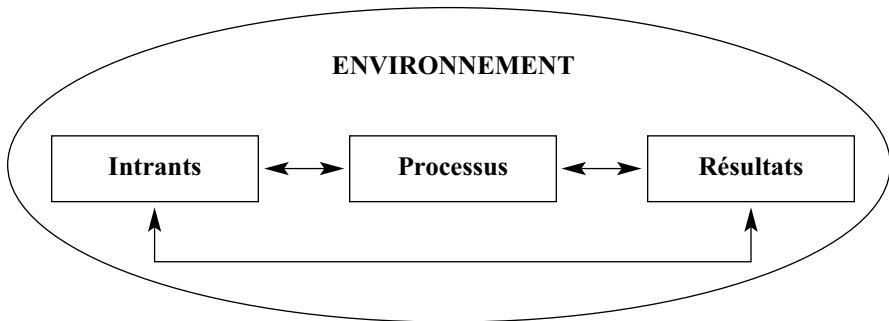 ENVIRONNEMENT
Intrants
Processus
Résultats